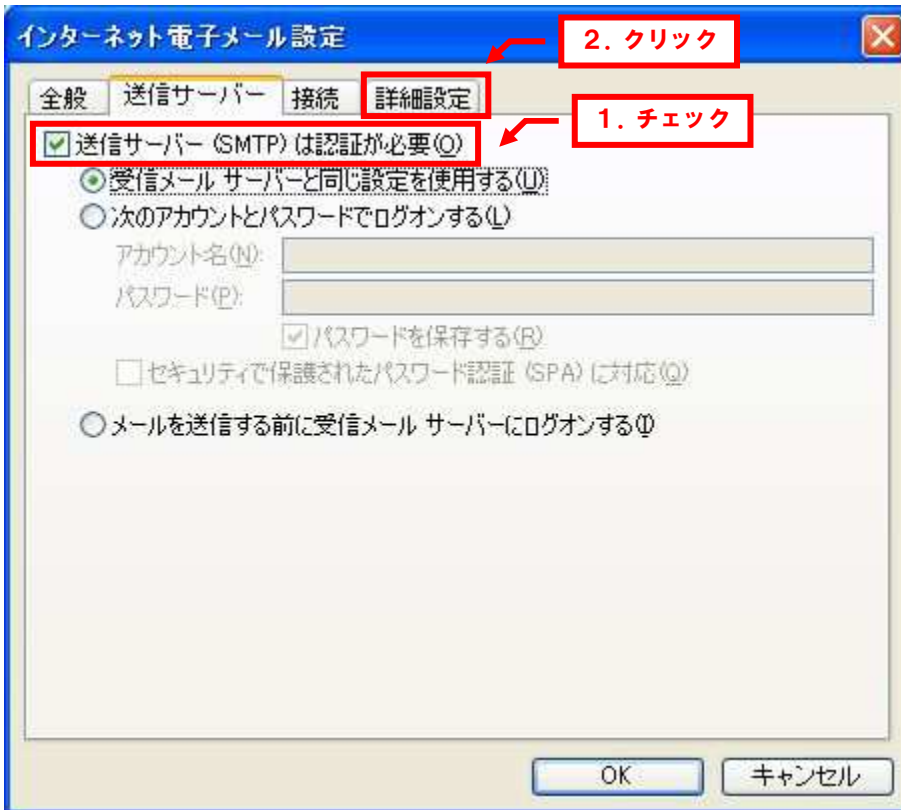 インターネット電子メール設定
2. クリック
全般 送信サーバー 接続 詳細設定
1. チェック
送信サーバー (SMTP) は認証が必要(O)
受信メール サーバーと同じ設定を使用する(U)
次のアカウントとパスワードでログオンする(L)
アカウント名(N):
パスワード(P):
パスワードを保存する(R)
セキュリティで保護されたパスワード認証 (SPA) に対応(Q)
メールを送信する前に受信メール サーバーにログオンする(I)
OK キャンセル